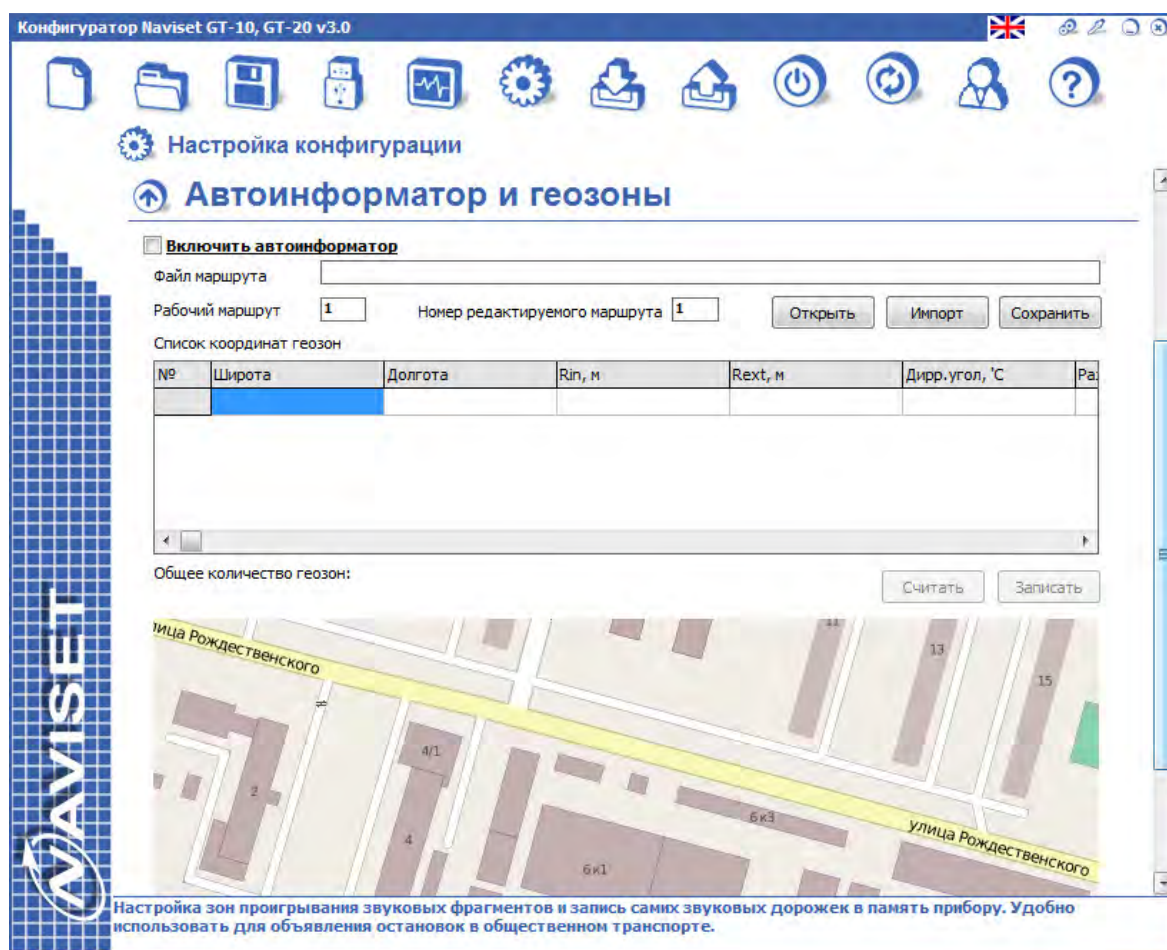 Конфигуратор Naviset GT-10, GT-20 v3.0
Настройка конфигурации
Автоинформатор и геозоны
Включить автоинформатор
Файл маршрута
Рабочий маршрут 1 Номер редактируемого маршрута 1 Открыть Импорт Сохранить
Список координат геозон
№ Широта Долгота Rin, м Rext, м Дирр.угол, 'C Раз
Общее количество геозон:
Считать Записать
лица Рождественского
11
13
15
4/1
2
4
6к3
6к1
улица Рождественского
NAVISET
Настройка зон проигрывания звуковых фрагментов и запись самих звуковых дорожек в память прибору. Удобно
использовать для объявления остановок в общественном транспорте.